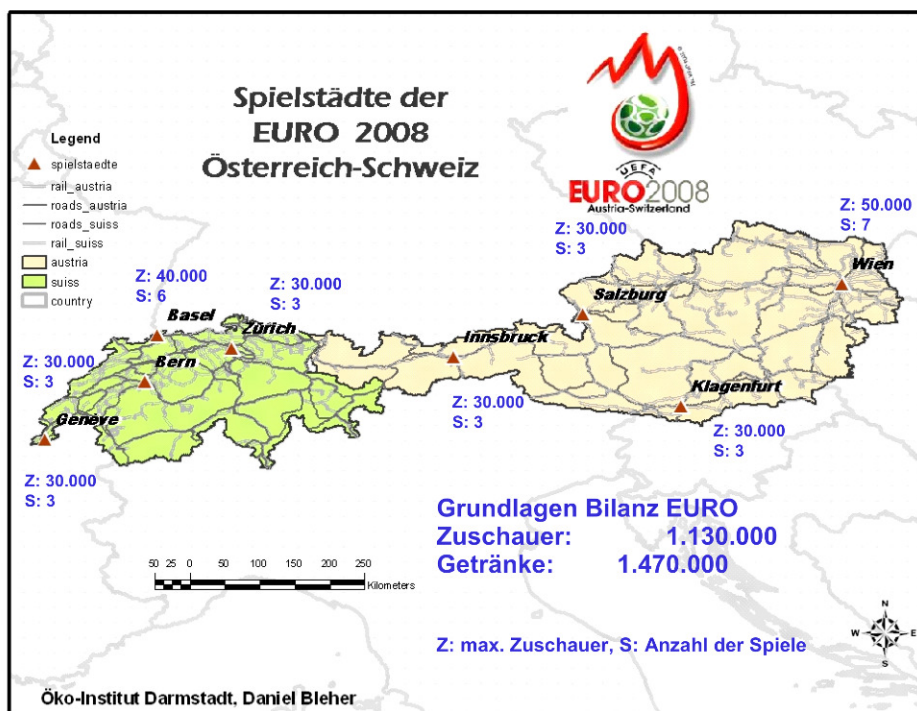 Spielstädte der
EURO 2008
Österreich-Schweiz
UEFA
EURO2008
Austria-Switzerland
Legend
spielstaedte
rail_austria
roads_austria
roads_suiss
rail_suiss
austria
suiss
country
Z: 40.000
S: 6
Basel
Z: 30.000
S: 3
Zürich
Z: 30.000
S: 3
Bern
Genève
Z: 30.000
S: 3
Innsbruck
Z: 30.000
S: 3
Z: 30.000
S: 3
Salzburg
Z: 50.000
S: 7
Wien
Klagenfurt
Z: 30.000
S: 3
50 25 0 50 100 150 200 250
Kilometers
Grundlagen Bilanz EURO
Zuschauer: 1.130.000
Getränke: 1.470.000
Z: max. Zuschauer, S: Anzahl der Spiele
N
W E
S
Öko-Institut Darmstadt, Daniel Bleher